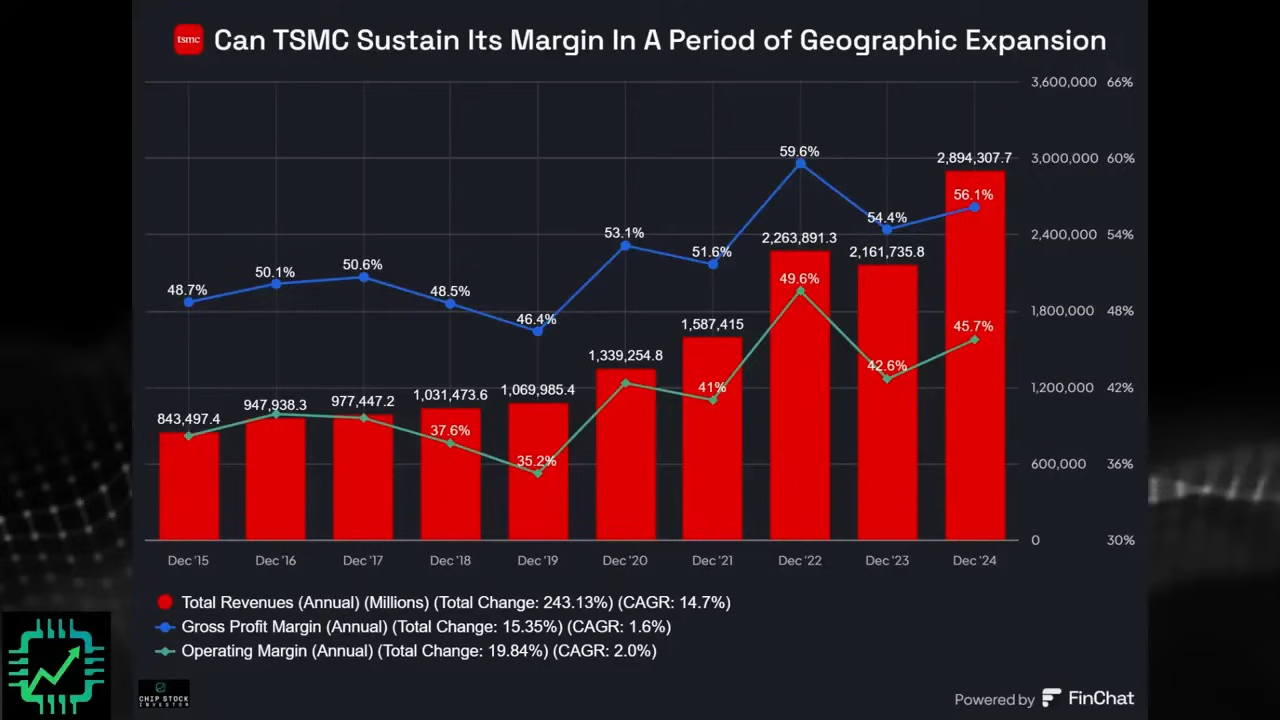 tsmc Can TSMC Sustain Its Margin In A Period of Geographic Expansion
3,600,000 66%
3,000,000 60%
2,400,000 54%
1,800,000 48%
1,200,000 42%
600,000 36%
0 30%
48.7% 50.1% 50.6% 48.5% 46.4% 53.1% 51.6% 59.6% 54.4% 56.1%
843,497.4 947,938.3 977,447.2 1,031,473.6 1,069,985.4 1,339,254.8 1,587,415 2,263,891.3 2,161,735.8 2,894,307.7
37.6% 35.2% 41% 49.6% 42.6% 45.7%
Dec '15 Dec '16 Dec '17 Dec '18 Dec '19 Dec '20 Dec '21 Dec '22 Dec '23 Dec '24
Total Revenues (Annual) (Millions) (Total Change: 243.13%) (CAGR: 14.7%)
Gross Profit Margin (Annual) (Total Change: 15.35%) (CAGR: 1.6%)
Operating Margin (Annual) (Total Change: 19.84%) (CAGR: 2.0%)
CHIP STOCK
INVESTOR
Powered by FinChat